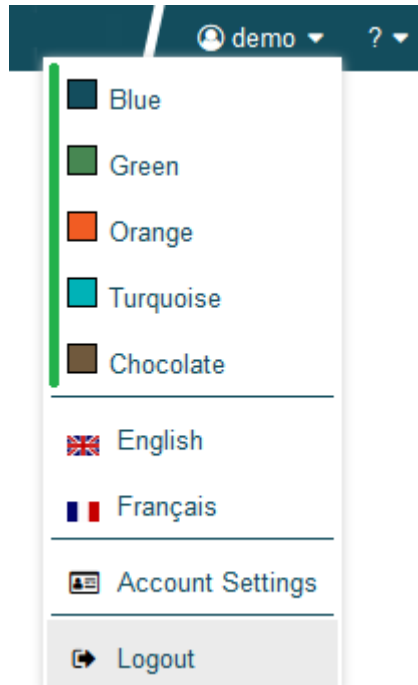 demo ?
Blue
Green
Orange
Turquoise
Chocolate
English
Français
Account Settings
Logout